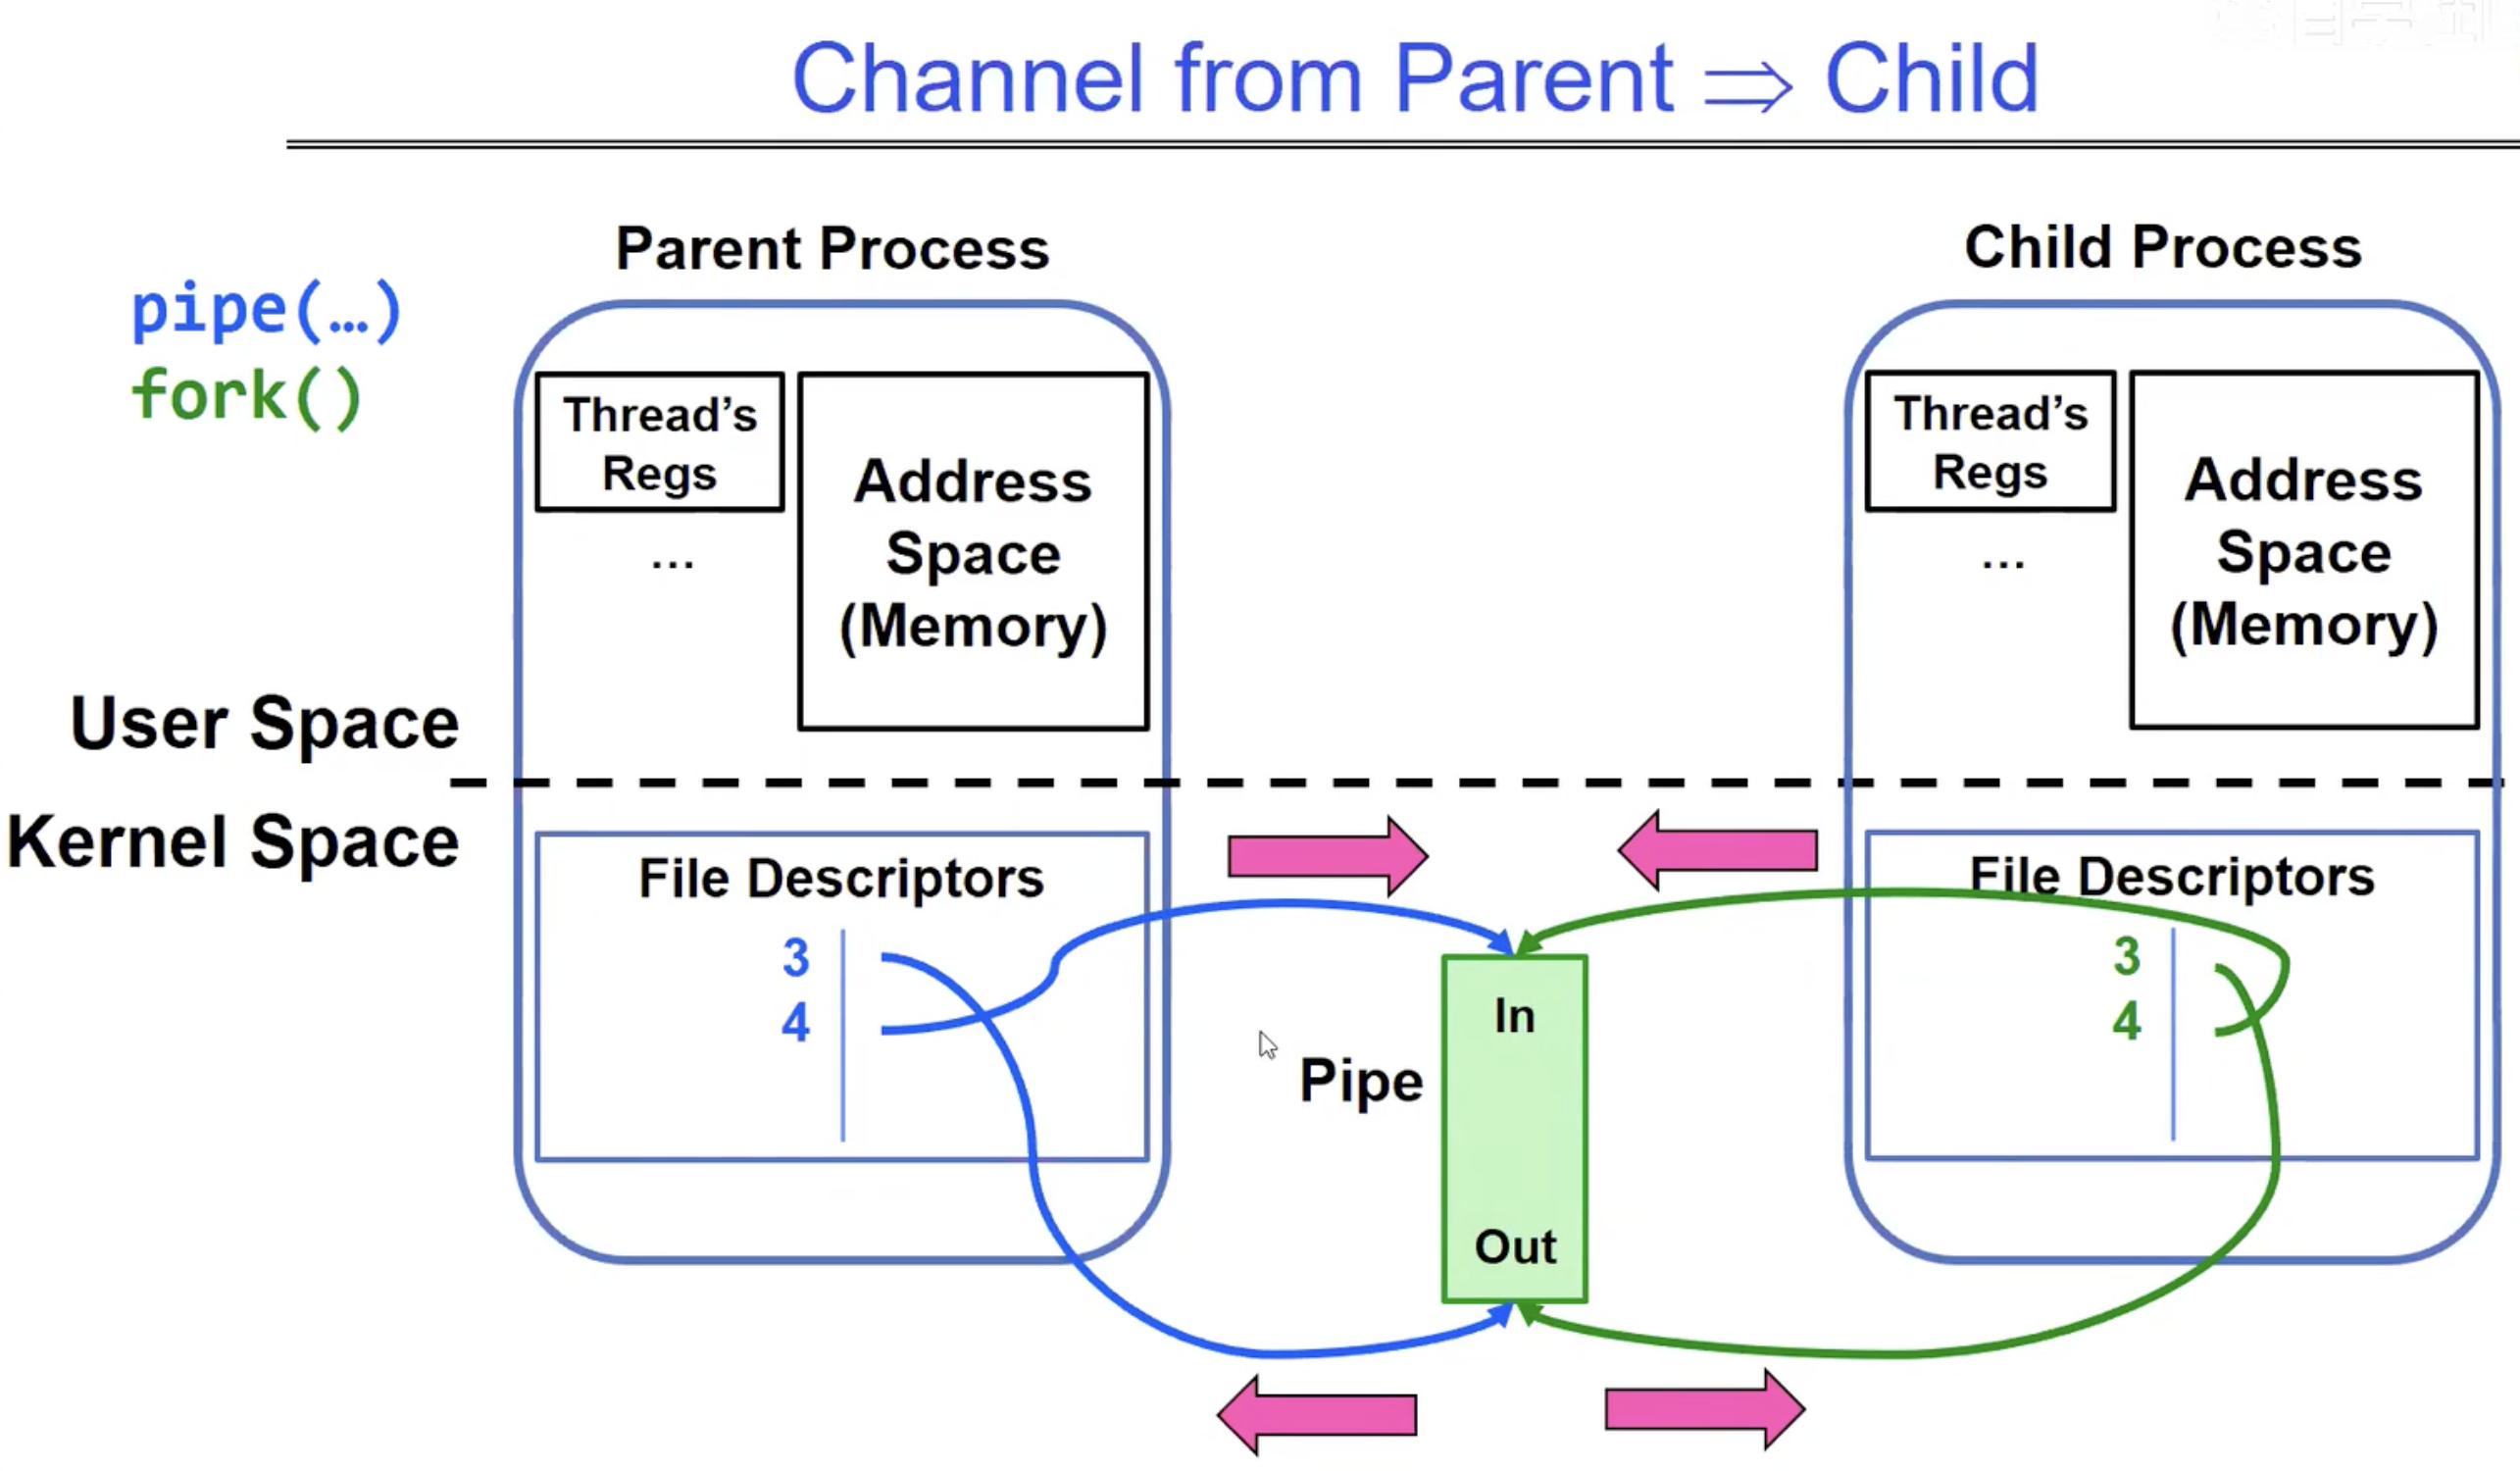 Channel from Parent ⇒ Child
pipe(…)
fork()
Parent Process
Thread’s
Regs
…
Address
Space
(Memory)
Child Process
Thread’s
Regs
…
Address
Space
(Memory)
User Space
Kernel Space
File Descriptors
3
4
Pipe
In
Out
File Descriptors
3
4